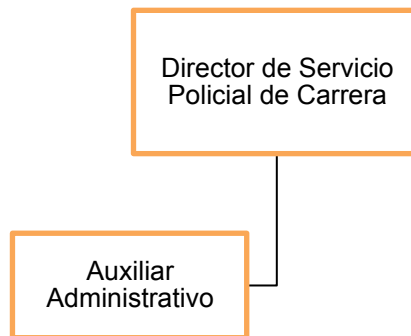 Director de Servicio
Policial de Carrera
Auxiliar
Administrativo